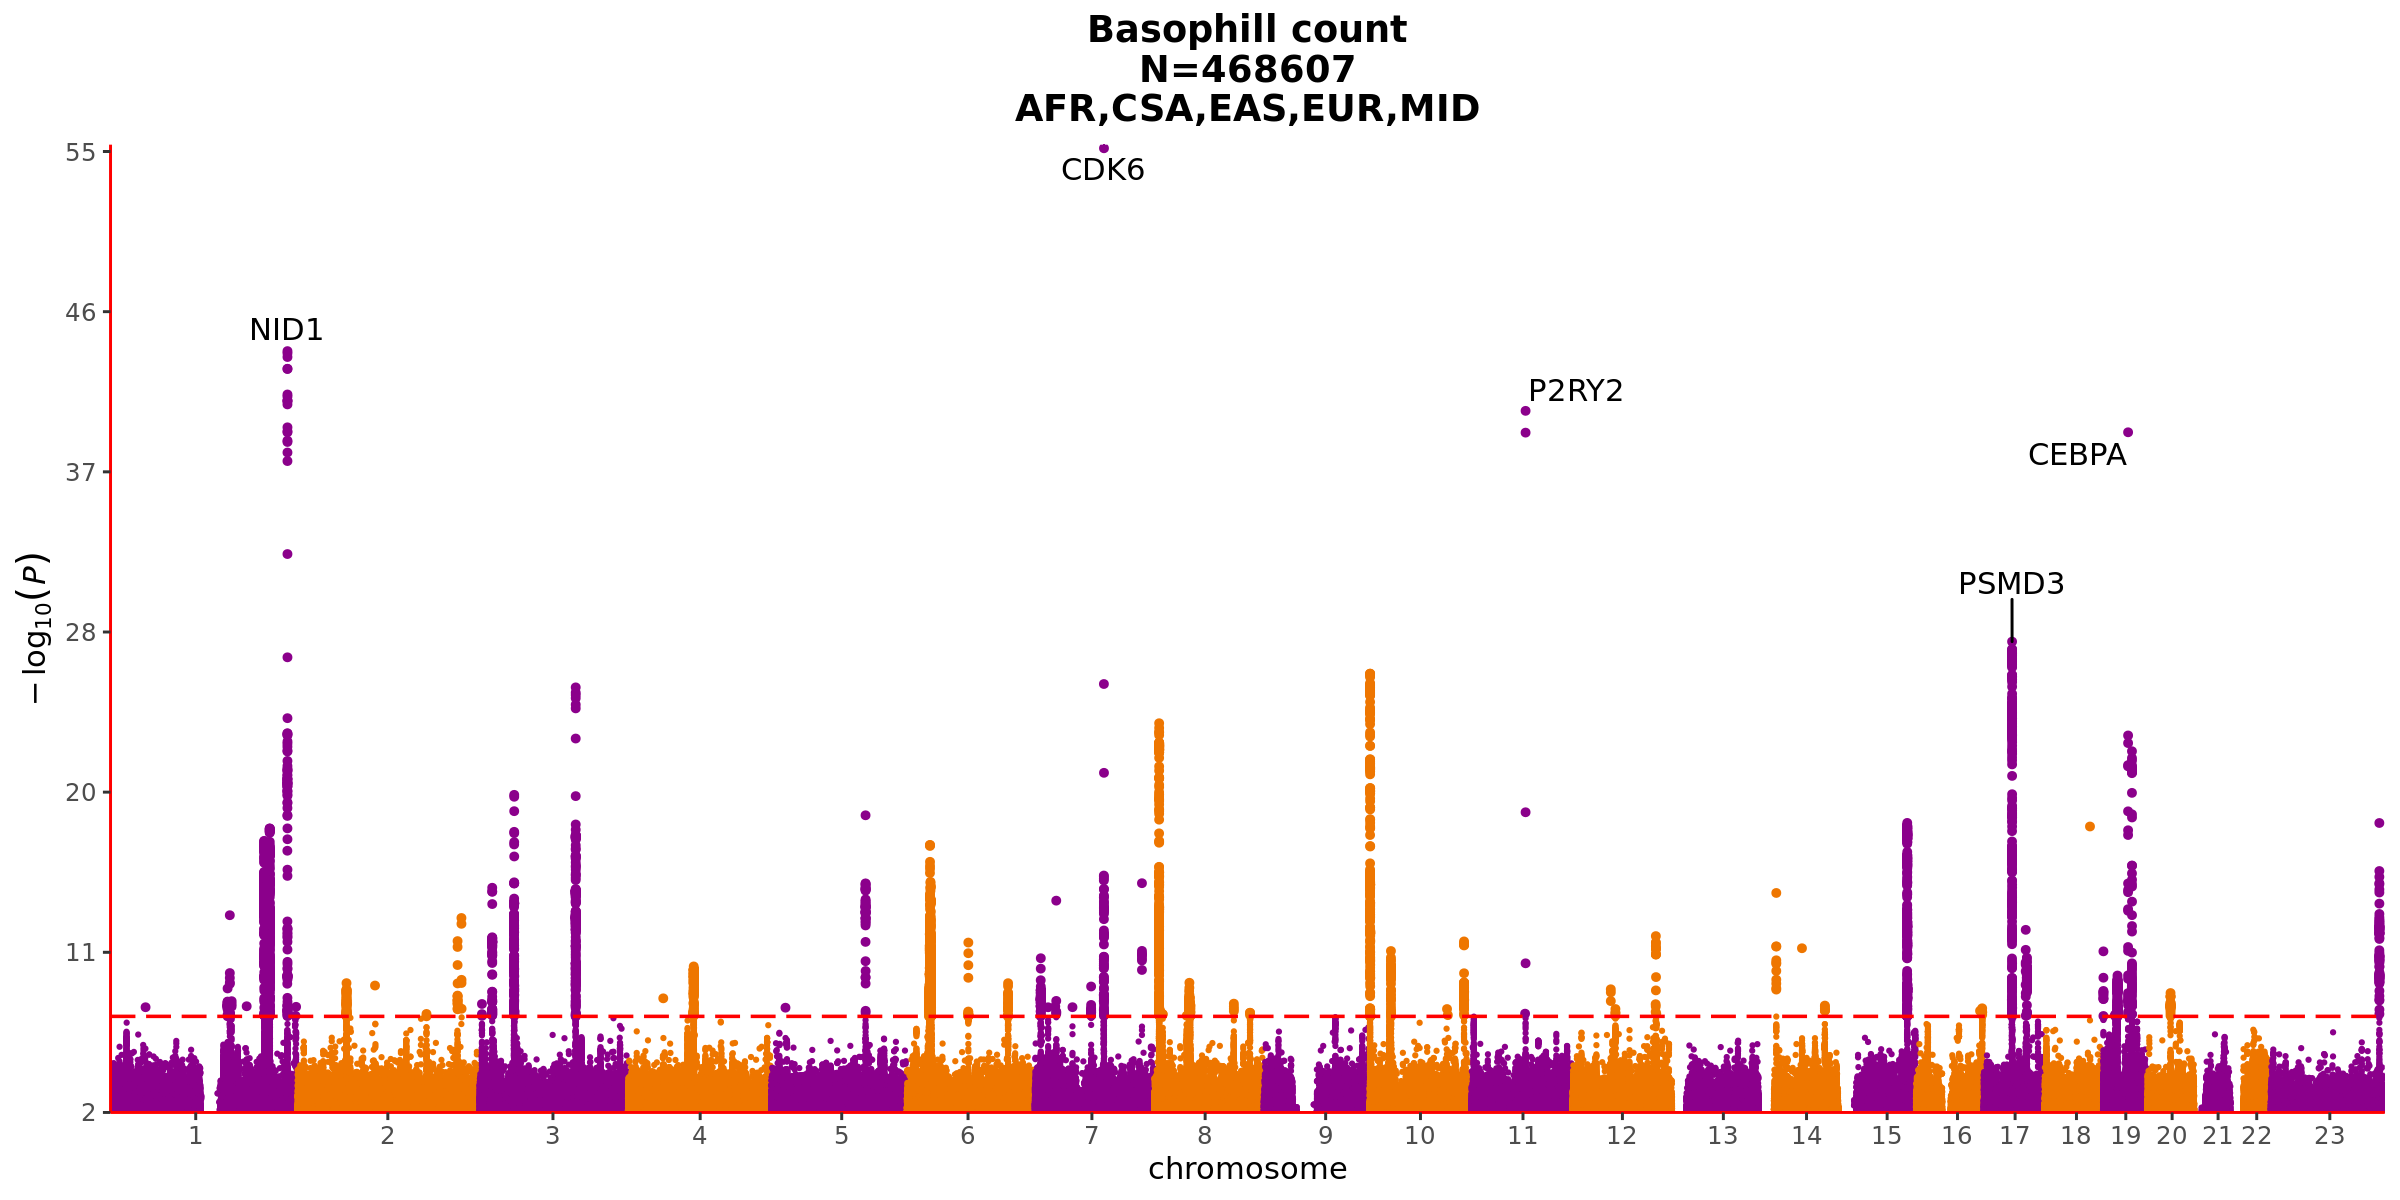 Basophill count
N=468607
AFR,CSA,EAS,EUR,MID
55
CDK6
46
NID1
P2RY2
37
CEBPA
PSMD3
28
20
11
2
−log10(P)
1 2 3 4 5 6 7 8 9 10 11 12 13 14 15 16 17 18 19 20 21 22 23
chromosome